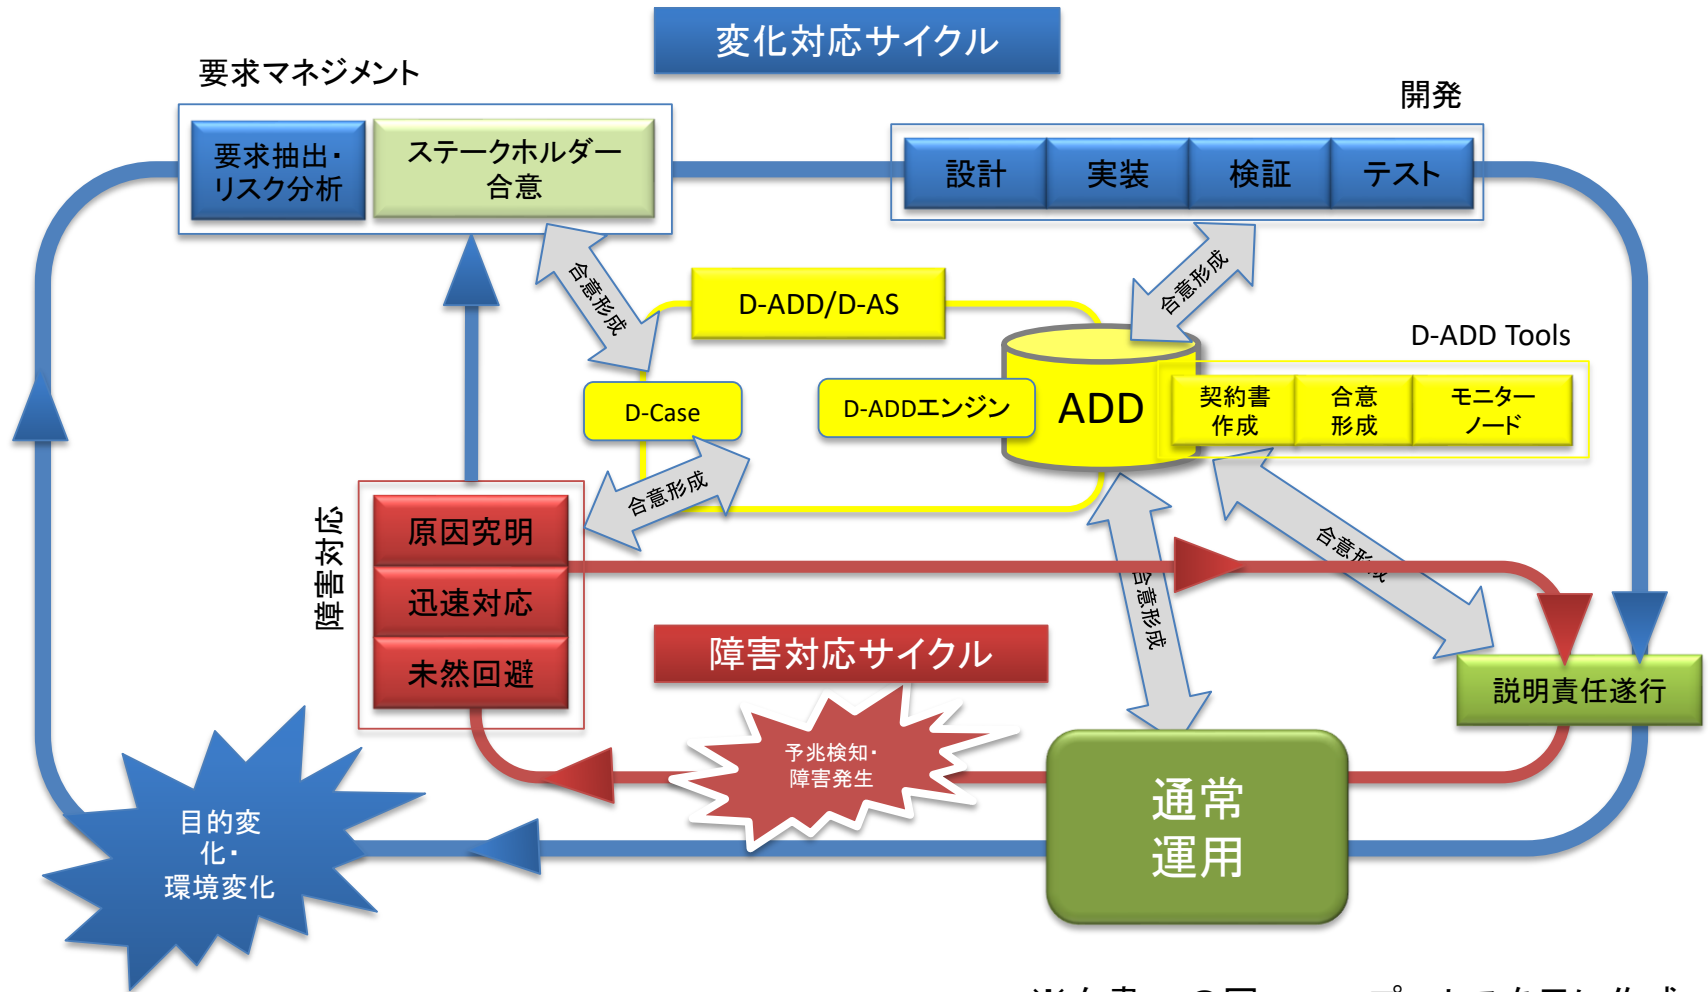 変化対応サイクル
要求マネジメント
開発
要求抽出・
リスク分析
ステークホルダー
合意
設計
実装
検証
テスト
合意形成
合意形成
D-ADD/D-AS
D-ADD Tools
D-Case
D-ADDエンジン
ADD
契約書
作成
合意
形成
モニター
ノード
合意形成
障害対応
原因究明
迅速対応
未然回避
合意形成
合意形成
障害対応サイクル
説明責任遂行
予兆検知・
障害発生
通常
運用
目的変
化・
環境変化